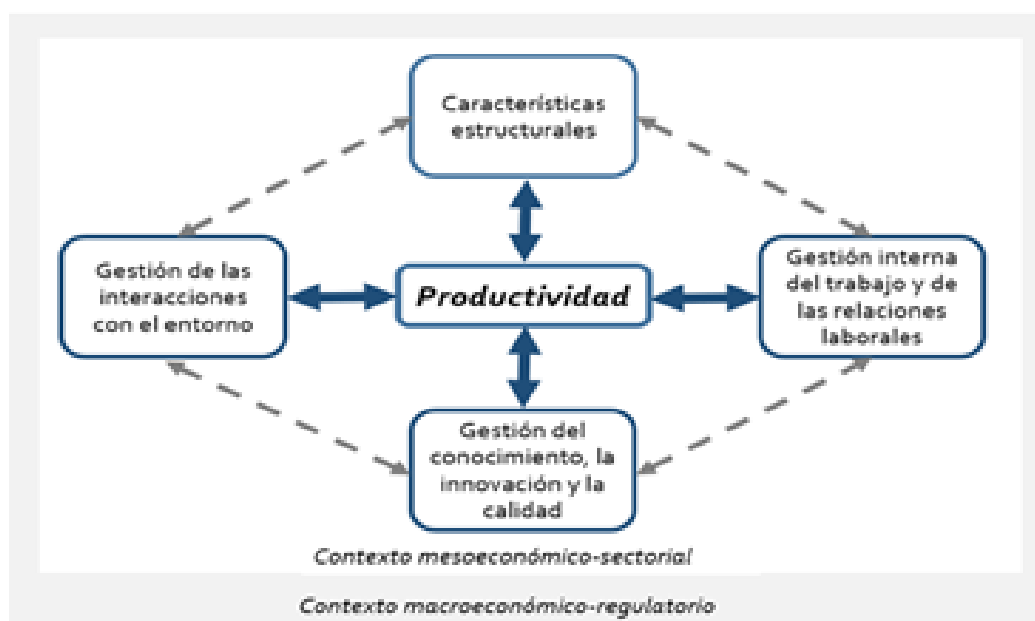 Características
estructurales
Gestión de las
interacciones
con el entorno
Productividad
Gestión interna
del trabajo y de
las relaciones
laborales
Gestión del
conocimiento, la
innovación y la
calidad
Contexto mesoeconómico-sectorial
Contexto macroeconómico-regulatorio